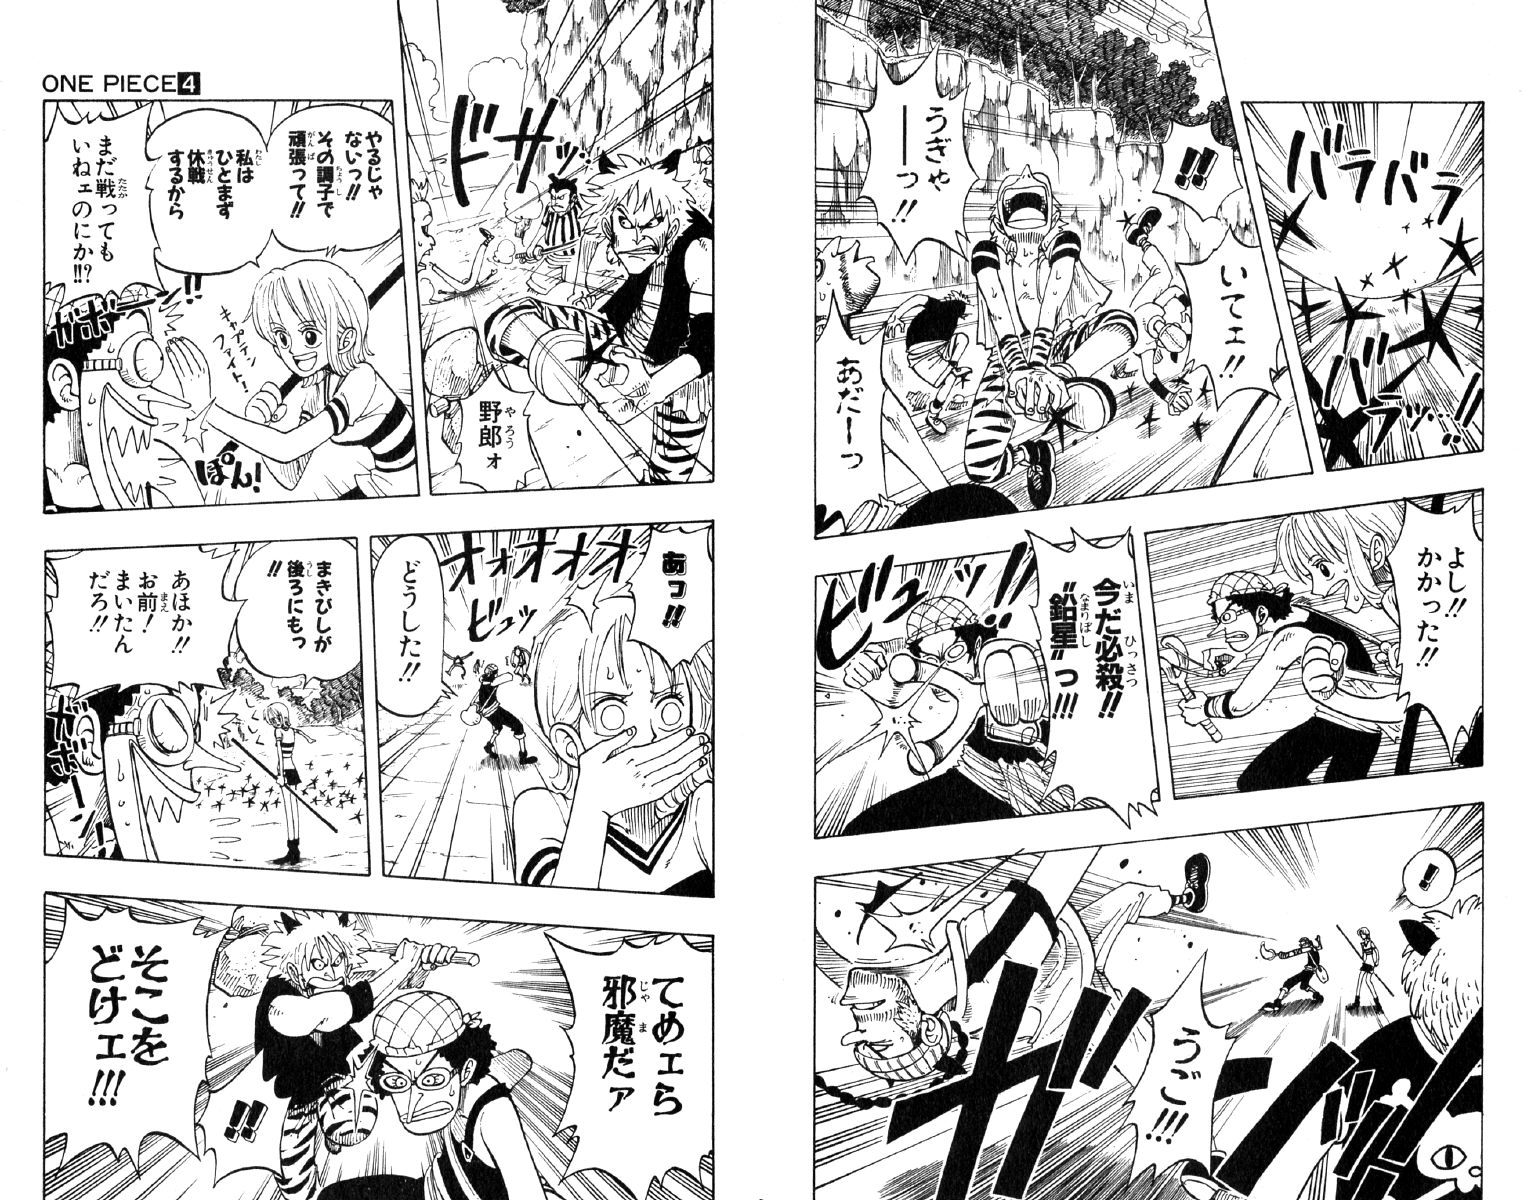 バラバラ
バラッ…!!
!!
うぎゃ
ーーっ!!
いてェ!!
あだーっ
よし!!
かかった!!
今だ必殺!!
“鉛星”っ!!!
ビュッ!!
!
うご!!!
ガンッ!!
ONE PIECE 4
ドサッ…
野郎ォ
やるじゃ
ないっ!!
その調子で
頑張って!!
私は
ひとまず
休戦
するから
キャプテン
ファイト!
ぽん!
まだ戦っても
いねェのにか!!?
ガボーン!!
あっ!!
オオオオオ
ビュッ
どうした!!
まきびしが
後ろにもっ
!!
あほか!!
お前!
まいたん
だろ!!
ガボーン!!
てめェら
邪魔だァ
!!
そこを
どけェ!!!